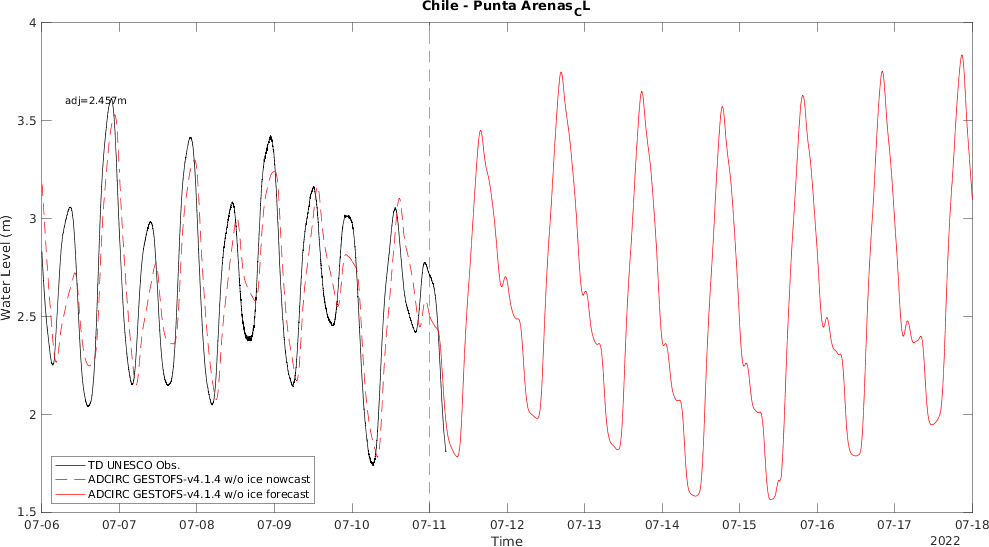 Chile - Punta Arenas_CL
4
adj=2.457m
3.5
3
Water Level (m)
2.5
2
TD UNESCO Obs.
ADCIRC GESTOFS-v4.1.4 w/o ice nowcast
ADCIRC GESTOFS-v4.1.4 w/o ice forecast
1.5
07-06 07-07 07-08 07-09 07-10 07-11 07-12 07-13 07-14 07-15 07-16 07-17 07-18
Time
2022